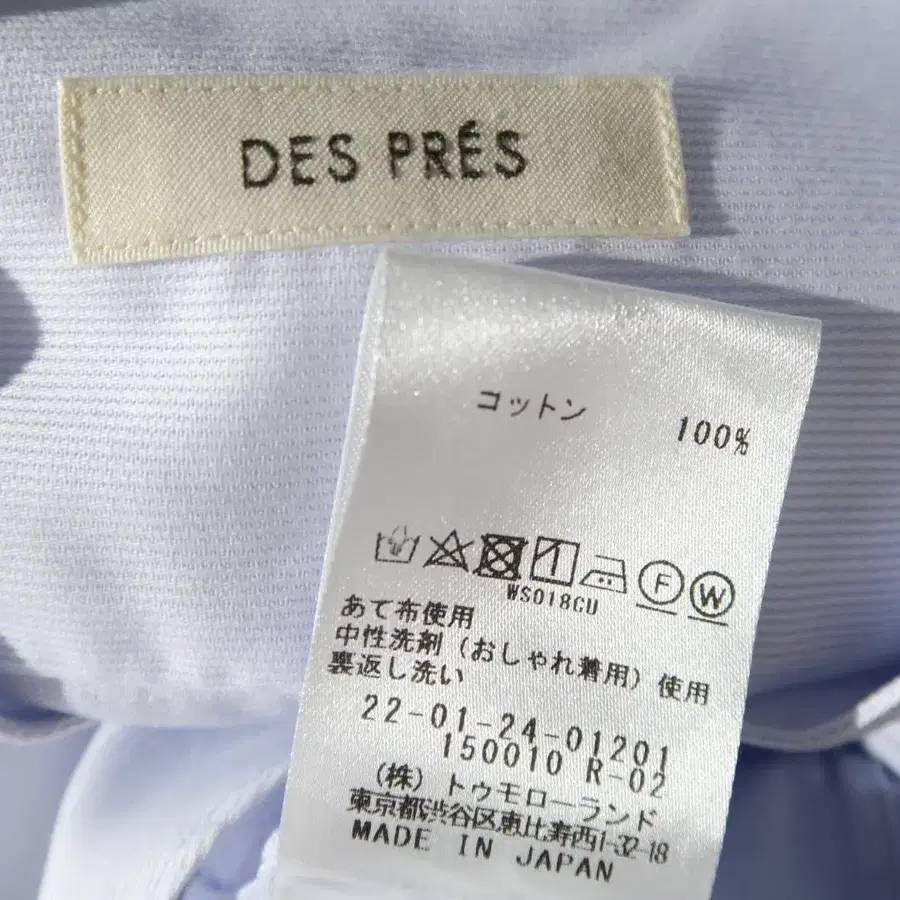 DES PRÉS
コットン 100%
F W
WS018CU
あて布使用
中性洗剤(おしゃれ着用)使用
裏返し洗い
22-01-24-01201
150010 R-02
(株)トゥモローランド
東京都渋谷区恵比寿西1-32-18
MADE IN JAPAN